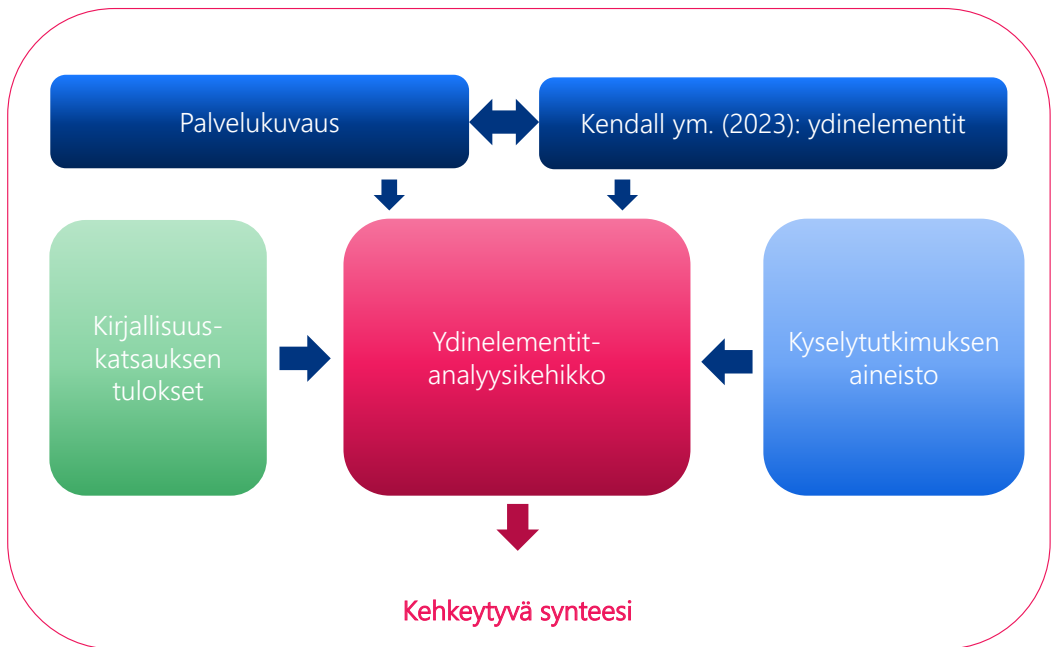 Palvelukuvaus
Kendall ym. (2023): ydinelementit
Kirjallisuus-
katsauksen
tulokset
Ydinelementit-
analyysikehikko
Kyselytutkimuksen
aineisto
Kehkeytyvä synteesi